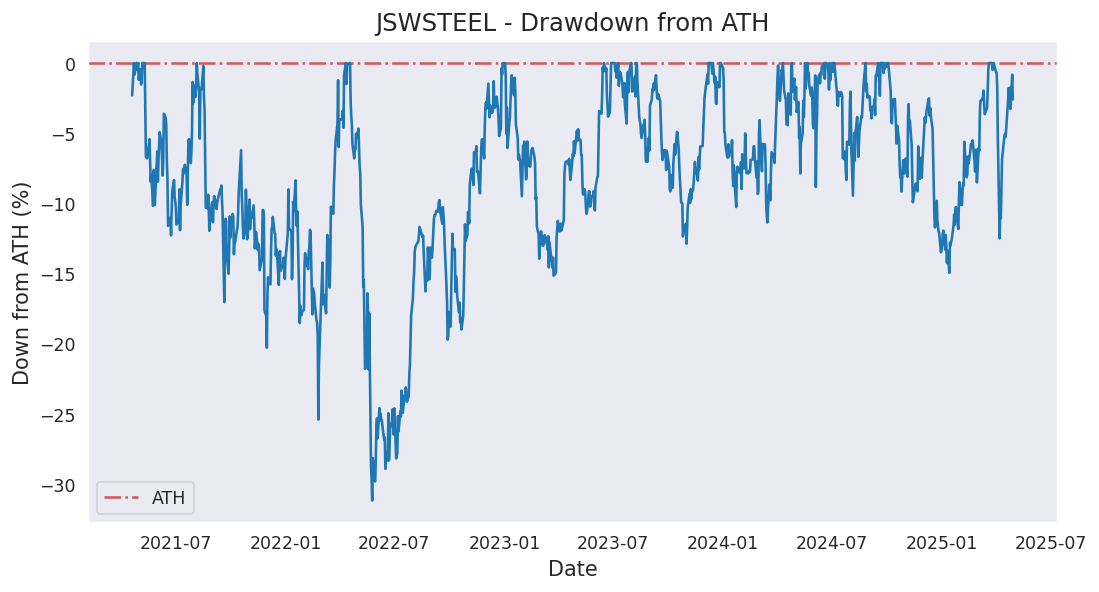 JSWSTEEL - Drawdown from ATH
Down from ATH (%)
0
−5
−10
−15
−20
−25
−30
ATH
2021-07 2022-01 2022-07 2023-01 2023-07 2024-01 2024-07 2025-01 2025-07
Date